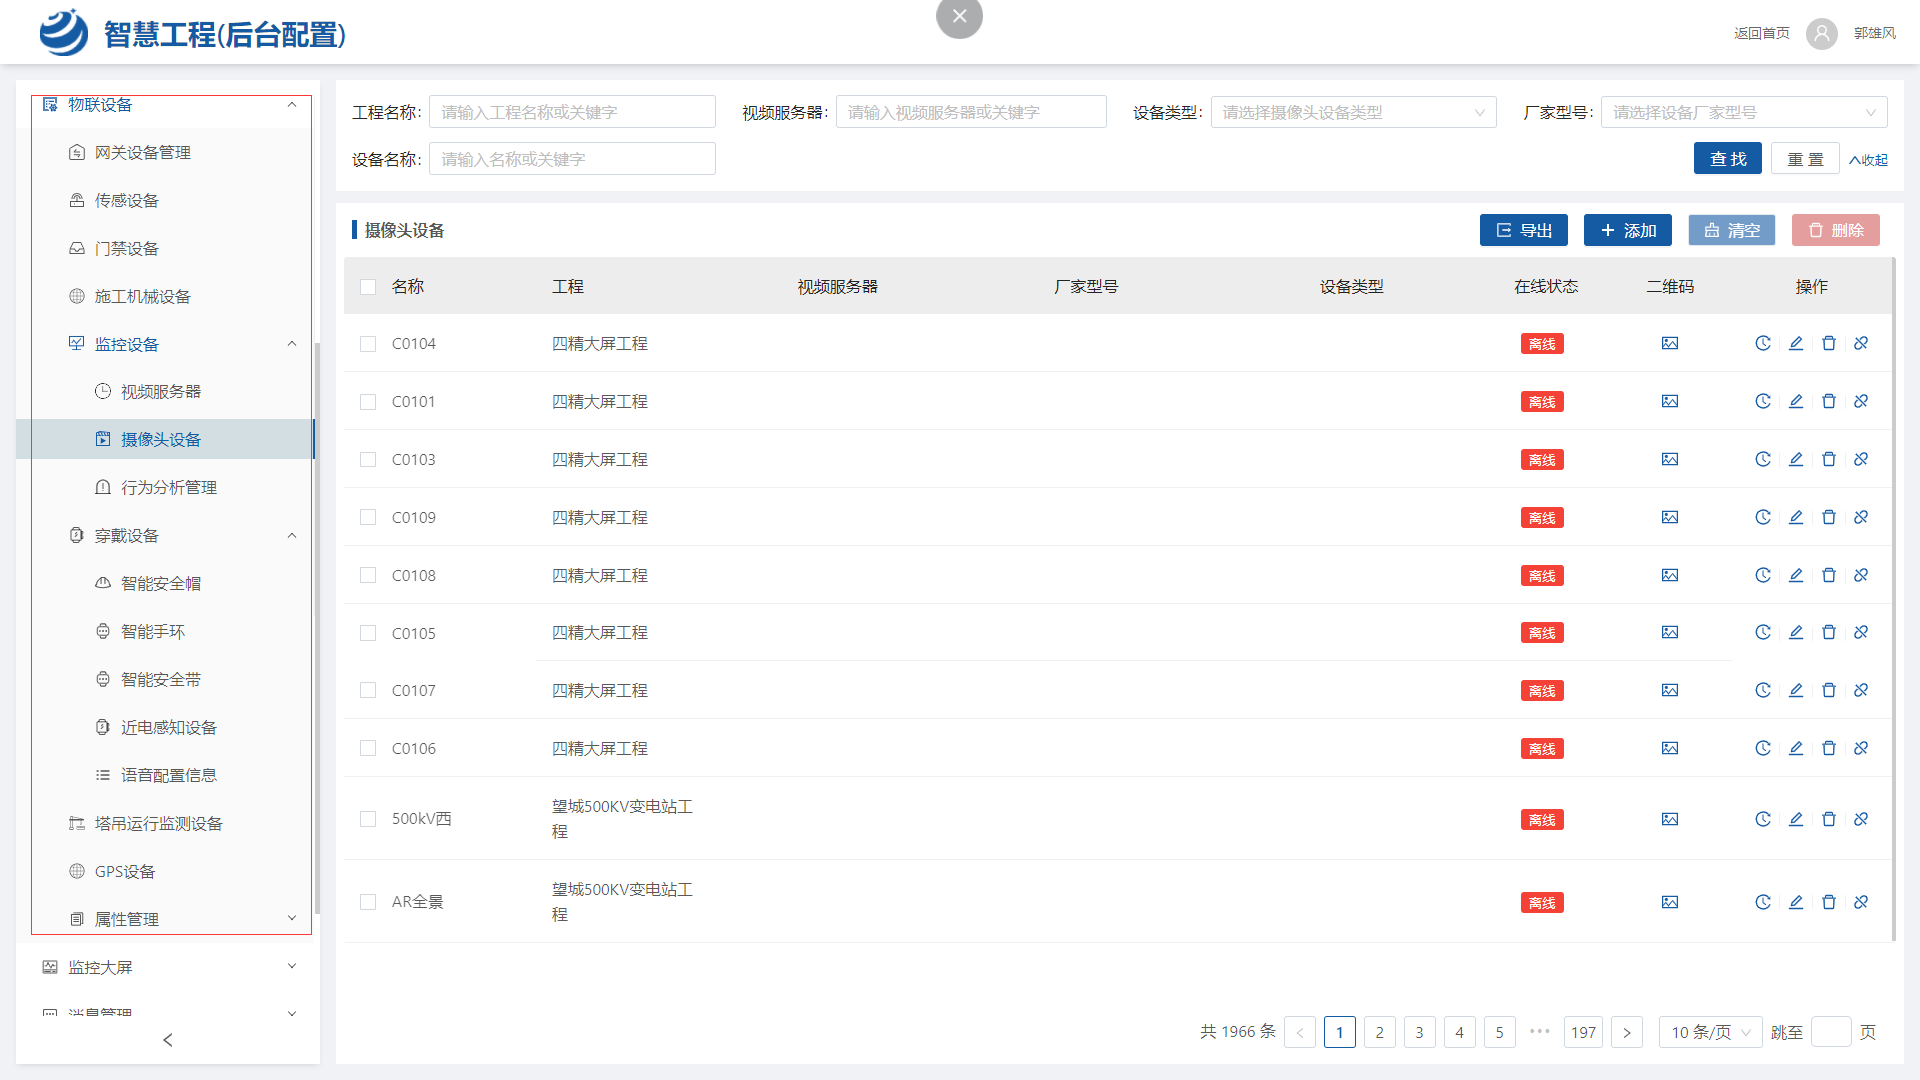 智慧工程(后台配置)
返回首页
郭雄风
物联设备
网关设备管理
传感设备
门禁设备
施工机械设备
监控设备
视频服务器
摄像头设备
行为分析管理
穿戴设备
智能安全帽
智能手环
智能安全带
近电感知设备
语音配置信息
塔吊运行监测设备
GPS设备
属性管理
监控大屏
消息管理
工程名称: 请输入工程名称或关键字 视频服务器: 请输入视频服务器或关键字 设备类型: 请选择摄像头设备类型 厂家型号: 请选择设备厂家型号
设备名称: 请输入名称或关键字 查 找 重 置 收起
摄像头设备 导出 添加 清空 删除
名称 工程 视频服务器 厂家型号 设备类型 在线状态 二维码 操作
C0104 四精大屏工程 离线
C0101 四精大屏工程 离线
C0103 四精大屏工程 离线
C0109 四精大屏工程 离线
C0108 四精大屏工程 离线
C0105 四精大屏工程 离线
C0107 四精大屏工程 离线
C0106 四精大屏工程 离线
500kV西 望城500KV变电站工
程 离线
AR全景 望城500KV变电站工
程 离线
共 1966 条 < 1 2 3 4 5 ••• 197 > 10 条/页 跳至 页